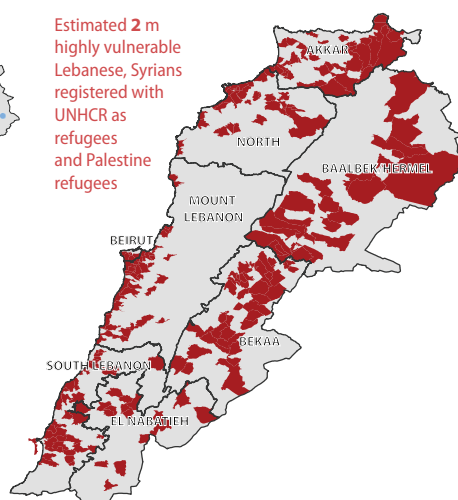 Estimated 2 m
highly vulnerable
Lebanese, Syrians
registered with
UNHCR as
refugees
and Palestine
refugees
AKKAR
NORTH
BAALBEK-HERMEL
MOUNT
LEBANON
BEIRUT
BEKAA
SOUTH LEBANON
EL NABATIEH